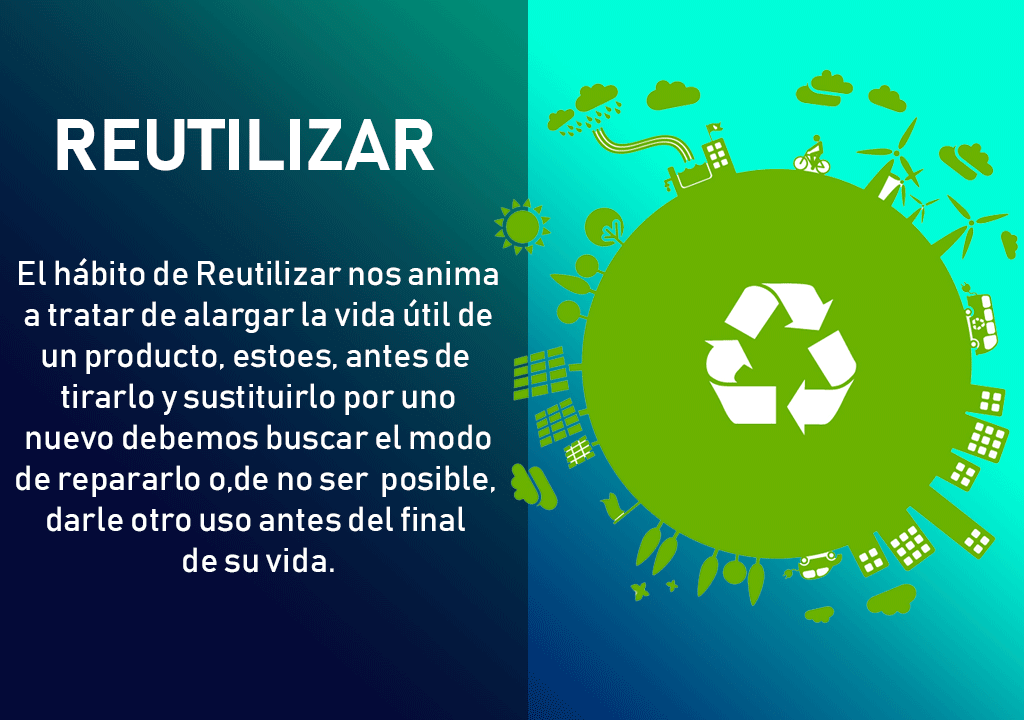 REUTILIZAR
El hábito de Reutilizar nos anima
a tratar de alargar la vida útil de
un producto, estoes, antes de
tirarlo y sustituirlo por uno
nuevo debemos buscar el modo
de repararlo o,de no ser  posible,
darle otro uso antes del final
de su vida.